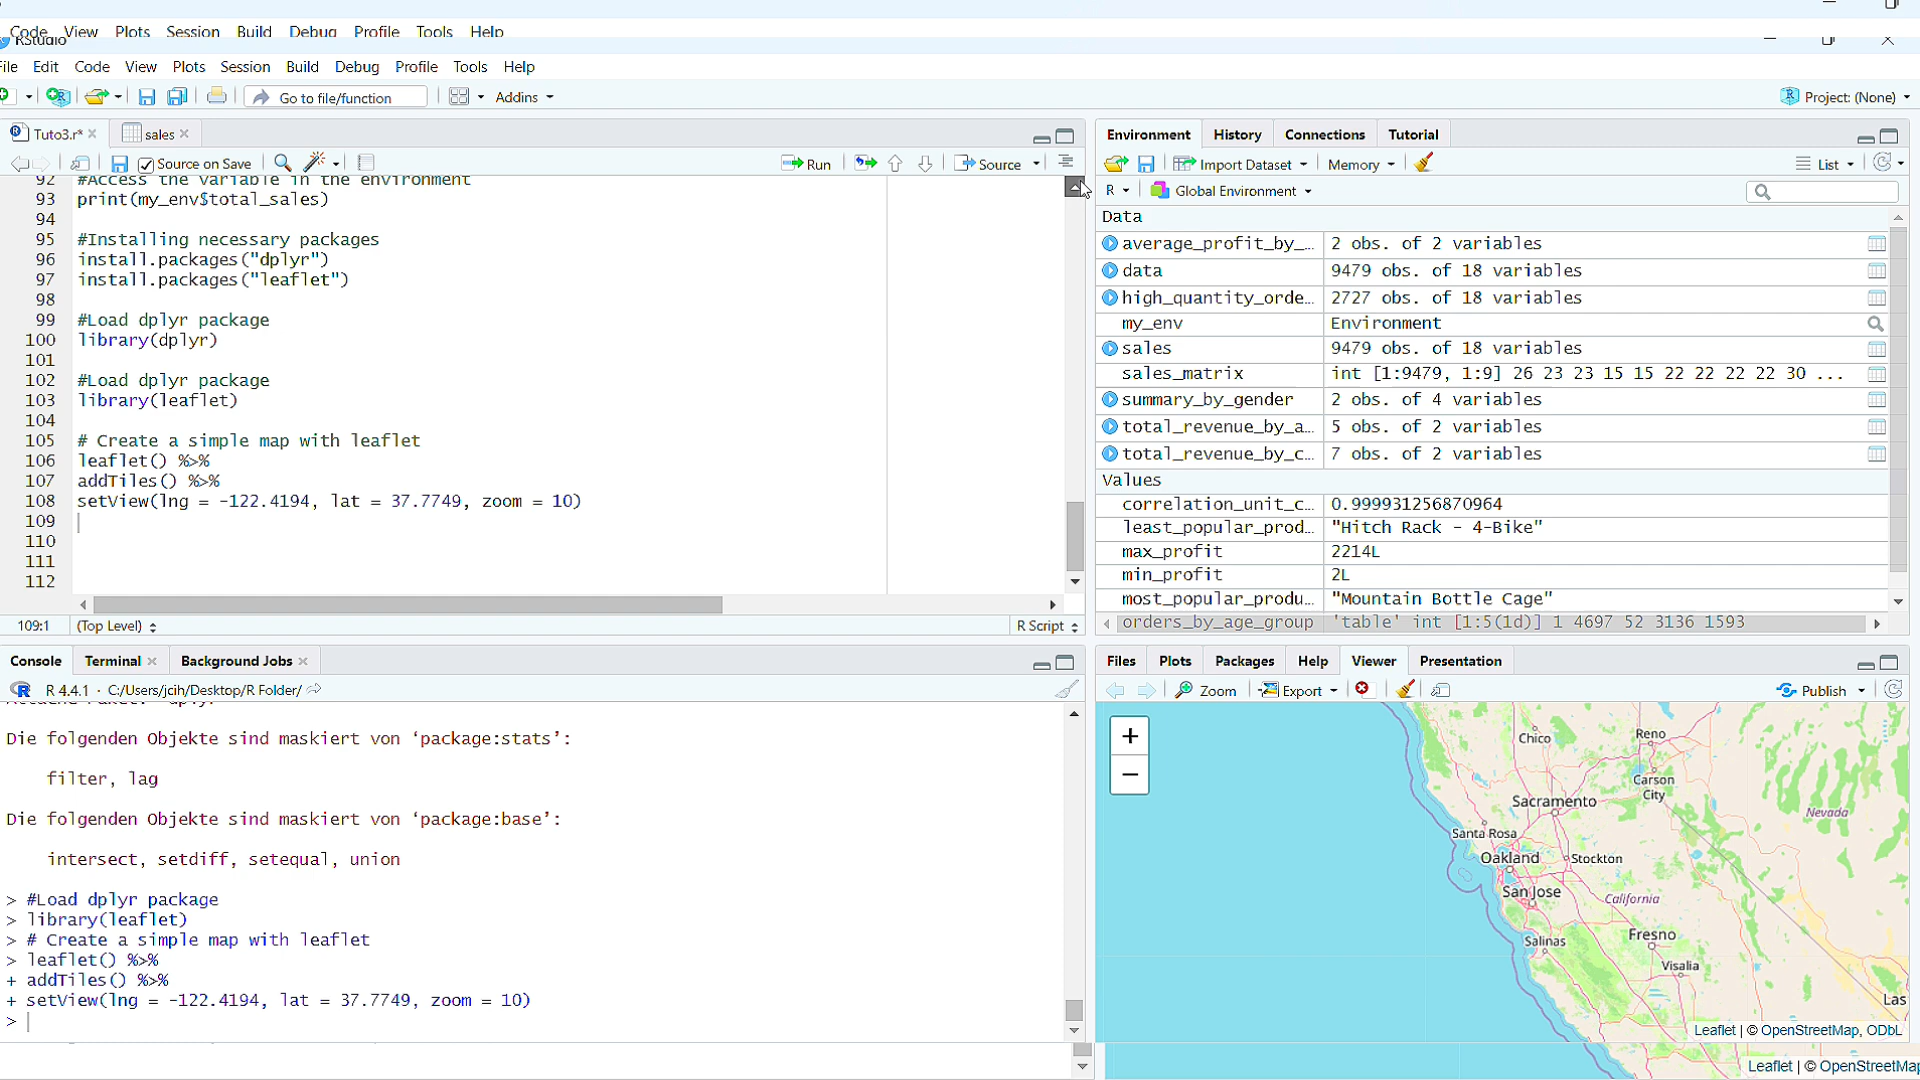 Code View Plots Session Build Debug Profile Tools Help
RStudio
File Edit Code View Plots Session Build Debug Profile Tools Help
Go to file/function Addins Project: (None)
Tuto3.r* sales
Source on Save Run Source
92 #Access the variable in the environment
93 print(my_env$total_sales)
94
95 #Installing necessary packages
96 install.packages("dplyr")
97 install.packages("leaflet")
98
99 #Load dplyr package
100 library(dplyr)
101
102 #Load dplyr package
103 library(leaflet)
104
105 # Create a simple map with leaflet
106 leaflet() %>%
107 addTiles() %>%
108 setView(lng = -122.4194, lat = 37.7749, zoom = 10)
109
110
111
112
109:1 (Top Level) R Script
Environment History Connections Tutorial
Import Dataset Memory List
R Global Environment
Data
average_profit_by_... 2 obs. of 2 variables
data 9479 obs. of 18 variables
high_quantity_orde... 2727 obs. of 18 variables
my_env Environment
sales 9479 obs. of 18 variables
sales_matrix int [1:9479, 1:9] 26 23 23 15 15 22 22 22 22 30 ...
summary_by_gender 2 obs. of 4 variables
total_revenue_by_a... 5 obs. of 2 variables
total_revenue_by_c... 7 obs. of 2 variables
Values
correlation_unit_c... 0.999931256870964
least_popular_prod... "Hitch Rack - 4-Bike"
max_profit 2214L
min_profit 2L
most_popular_produ... "Mountain Bottle Cage"
orders_by_age_group 'table' int [1:5(1d)] 1 4697 52 3136 1593
Console Terminal Background Jobs
R R 4.4.1 · C:/Users/jcih/Desktop/R Folder/
Die folgenden Objekte sind maskiert von ‘package:stats’:
filter, lag
Die folgenden Objekte sind maskiert von ‘package:base’:
intersect, setdiff, setequal, union
> #Load dplyr package
> library(leaflet)
> # Create a simple map with leaflet
> leaflet() %>%
+ addTiles() %>%
+ setView(lng = -122.4194, lat = 37.7749, zoom = 10)
>
Files Plots Packages Help Viewer Presentation
Zoom Export Publish
+
−
Chico
Reno
Carson
City
Sacramento
Nevada
Santa Rosa
Oakland
Stockton
San Jose
California
Salinas
Fresno
Visalia
Las
Leaflet | © OpenStreetMap, ODbL
Leaflet | © OpenStreetMap